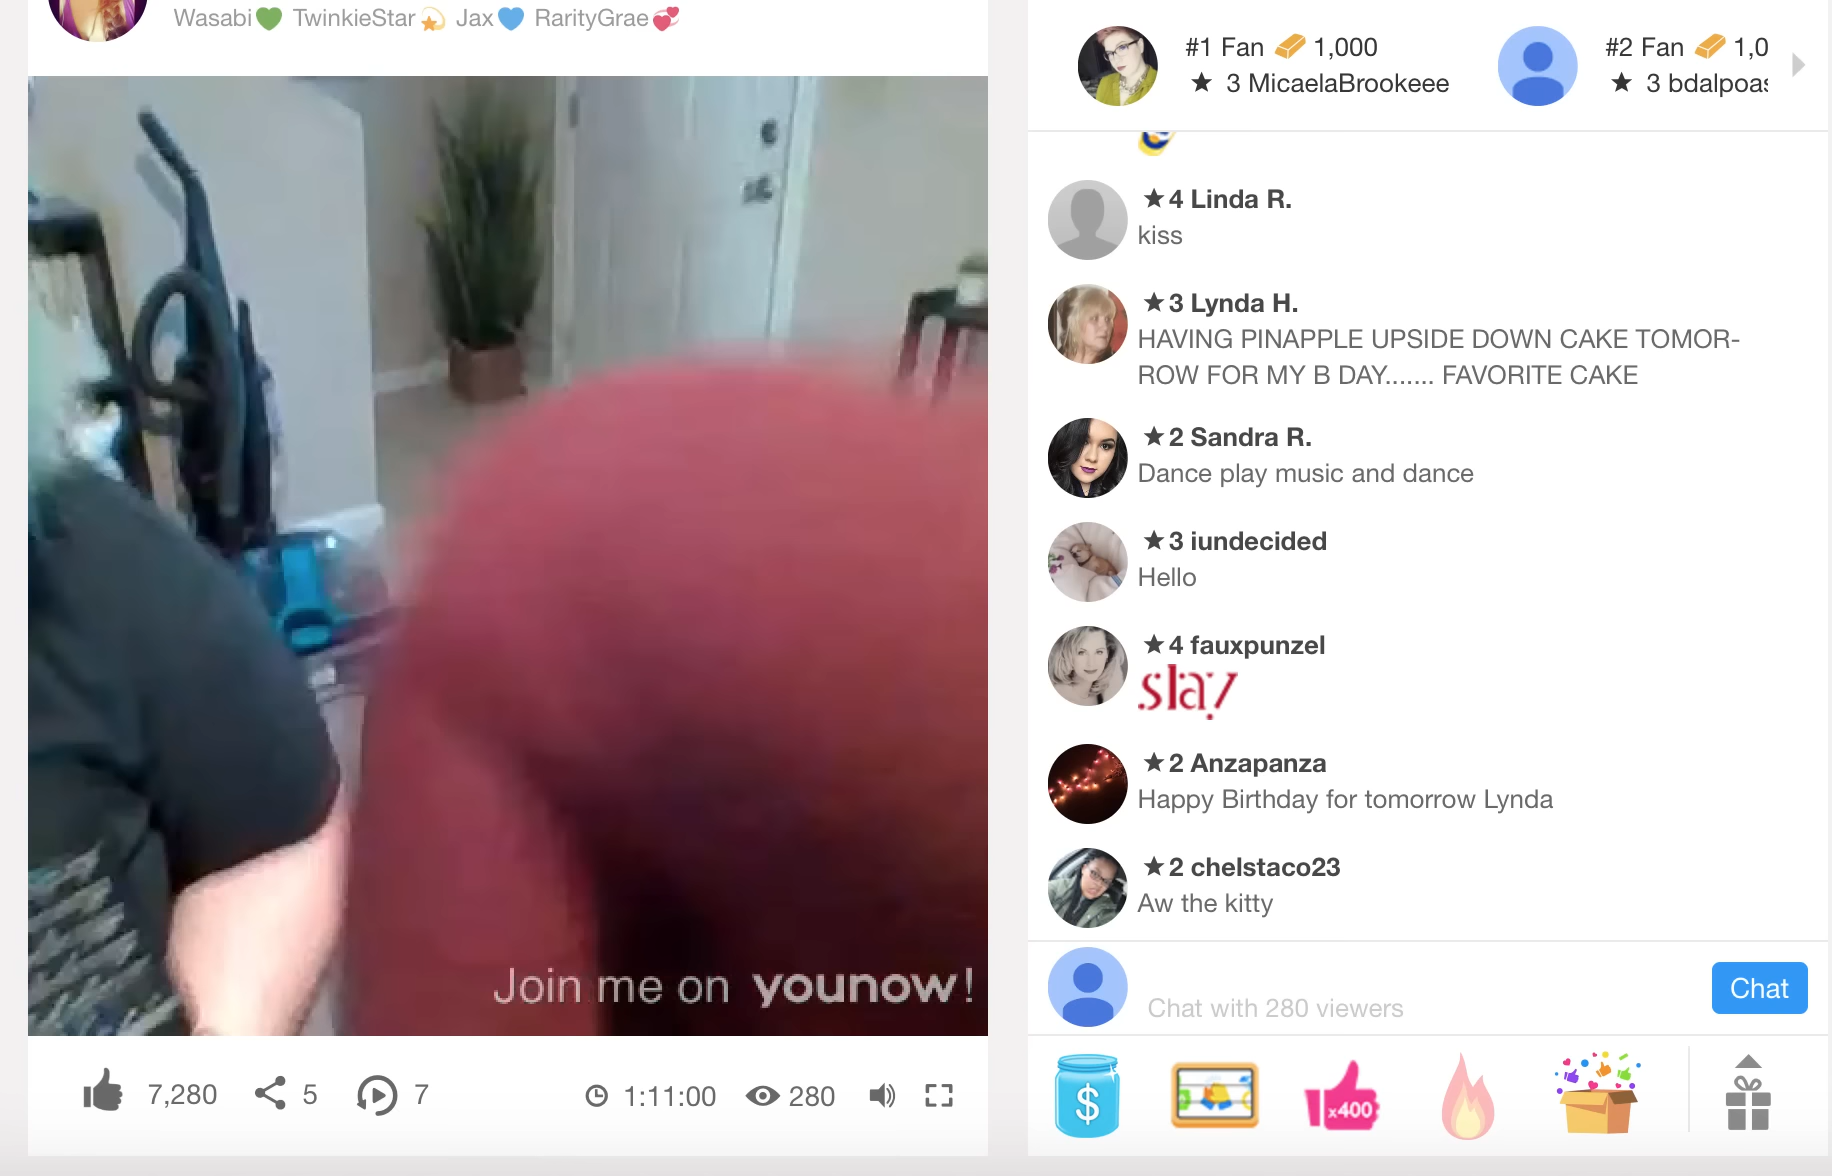 Wasabi💚 TwinkieStar💫 Jax💙 RarityGrae💞
#1 Fan 1,000
★ 3 MicaelaBrookeee
#2 Fan 1,0
★ 3 bdalpoas
★4 Linda R.
kiss
★3 Lynda H.
HAVING PINAPPLE UPSIDE DOWN CAKE TOMOR-
ROW FOR MY B DAY....... FAVORITE CAKE
★2 Sandra R.
Dance play music and dance
★3 iundecided
Hello
★4 fauxpunzel
slay
★2 Anzapanza
Happy Birthday for tomorrow Lynda
★2 chelstaco23
Aw the kitty
Chat with 280 viewers
Chat
Join me on younow!
7,280 5 7 1:11:00 280
$
x400